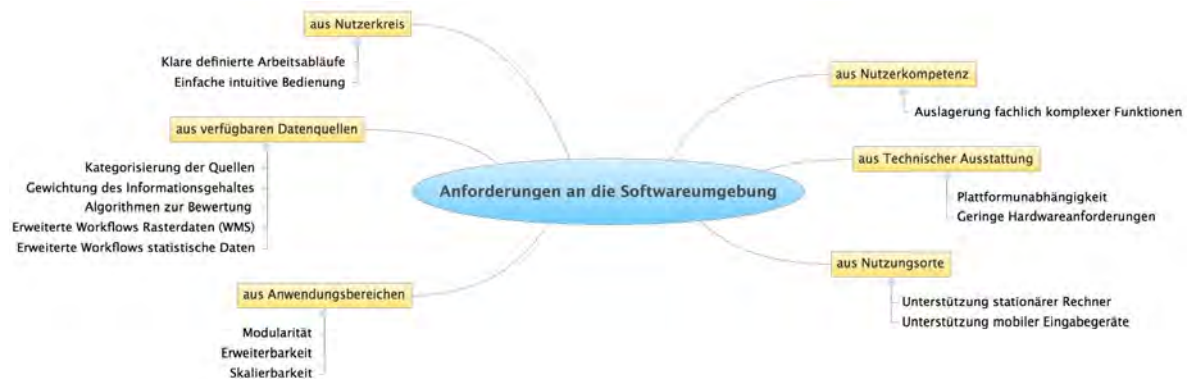 aus Nutzerkreis
Klare definierte Arbeitsabläufe
Einfache intuitive Bedienung
aus verfügbaren Datenquellen
Kategorisierung der Quellen
Gewichtung des Informationsgehaltes
Algorithmen zur Bewertung
Erweiterte Workflows Rasterdaten (WMS)
Erweiterte Workflows statistische Daten
aus Anwendungsbereichen
Modularität
Erweiterbarkeit
Skalierbarkeit
Anforderungen an die Softwareumgebung
aus Nutzerkompetenz
Auslagerung fachlich komplexer Funktionen
aus Technischer Ausstattung
Plattformunabhängigkeit
Geringe Hardwareanforderungen
aus Nutzungsorte
Unterstützung stationärer Rechner
Unterstützung mobiler Eingabegeräte